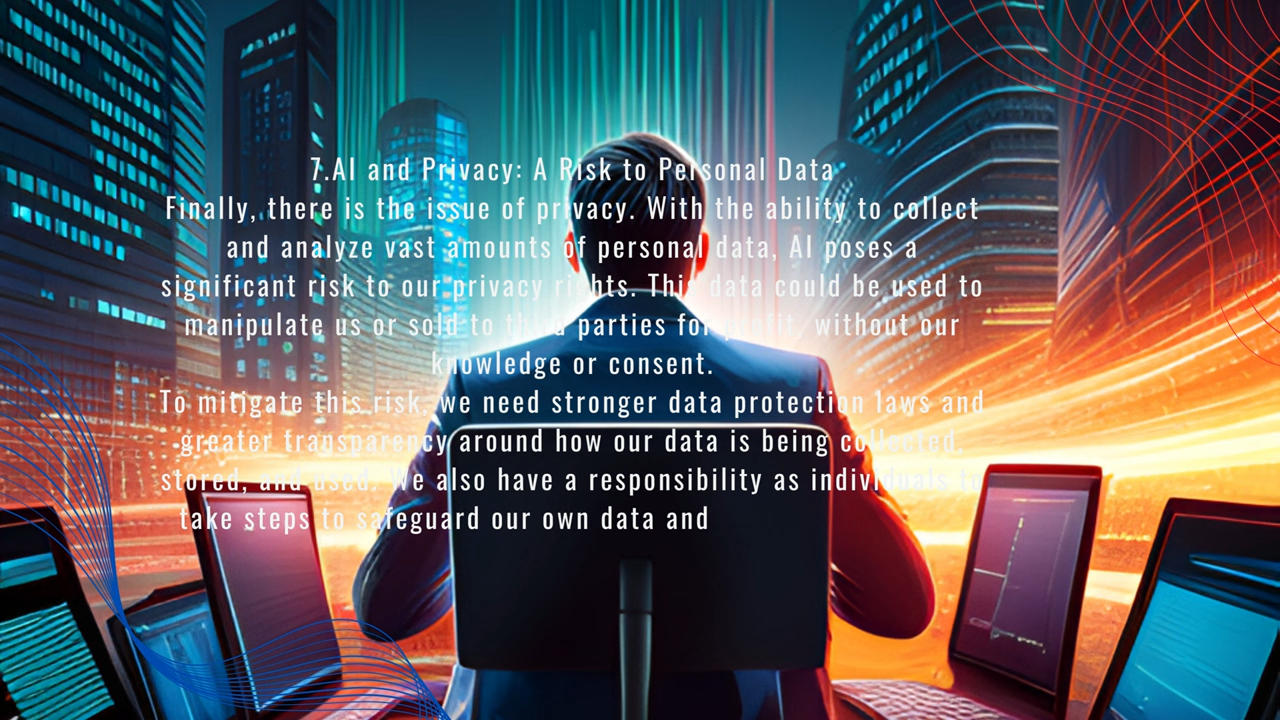 7.AI and Privacy: A Risk to Personal Data
Finally, there is the issue of privacy. With the ability to collect
and analyze vast amounts of personal data, AI poses a
significant risk to our privacy rights. This data could be used to
manipulate us or sold to third parties for profit, without our
knowledge or consent.
To mitigate this risk, we need stronger data protection laws and
greater transparency around how our data is being collected,
stored, and used. We also have a responsibility as individuals to
take steps to safeguard our own data and